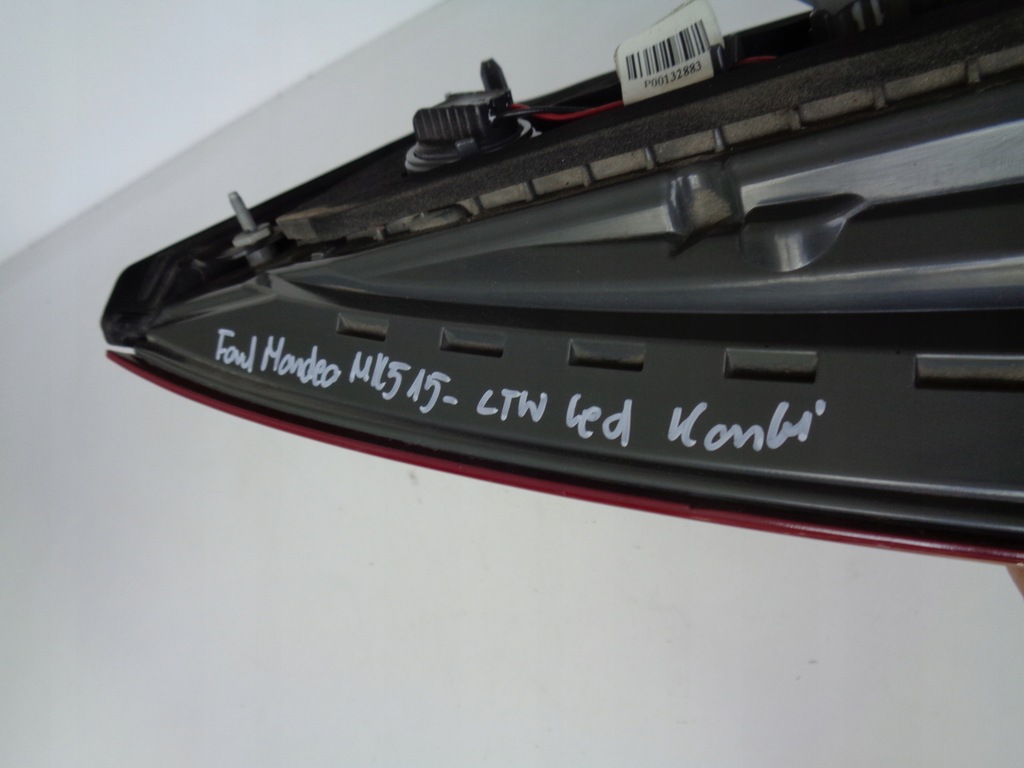 P00132883
Ford Mondeo MK5 15- LTW led Kombi